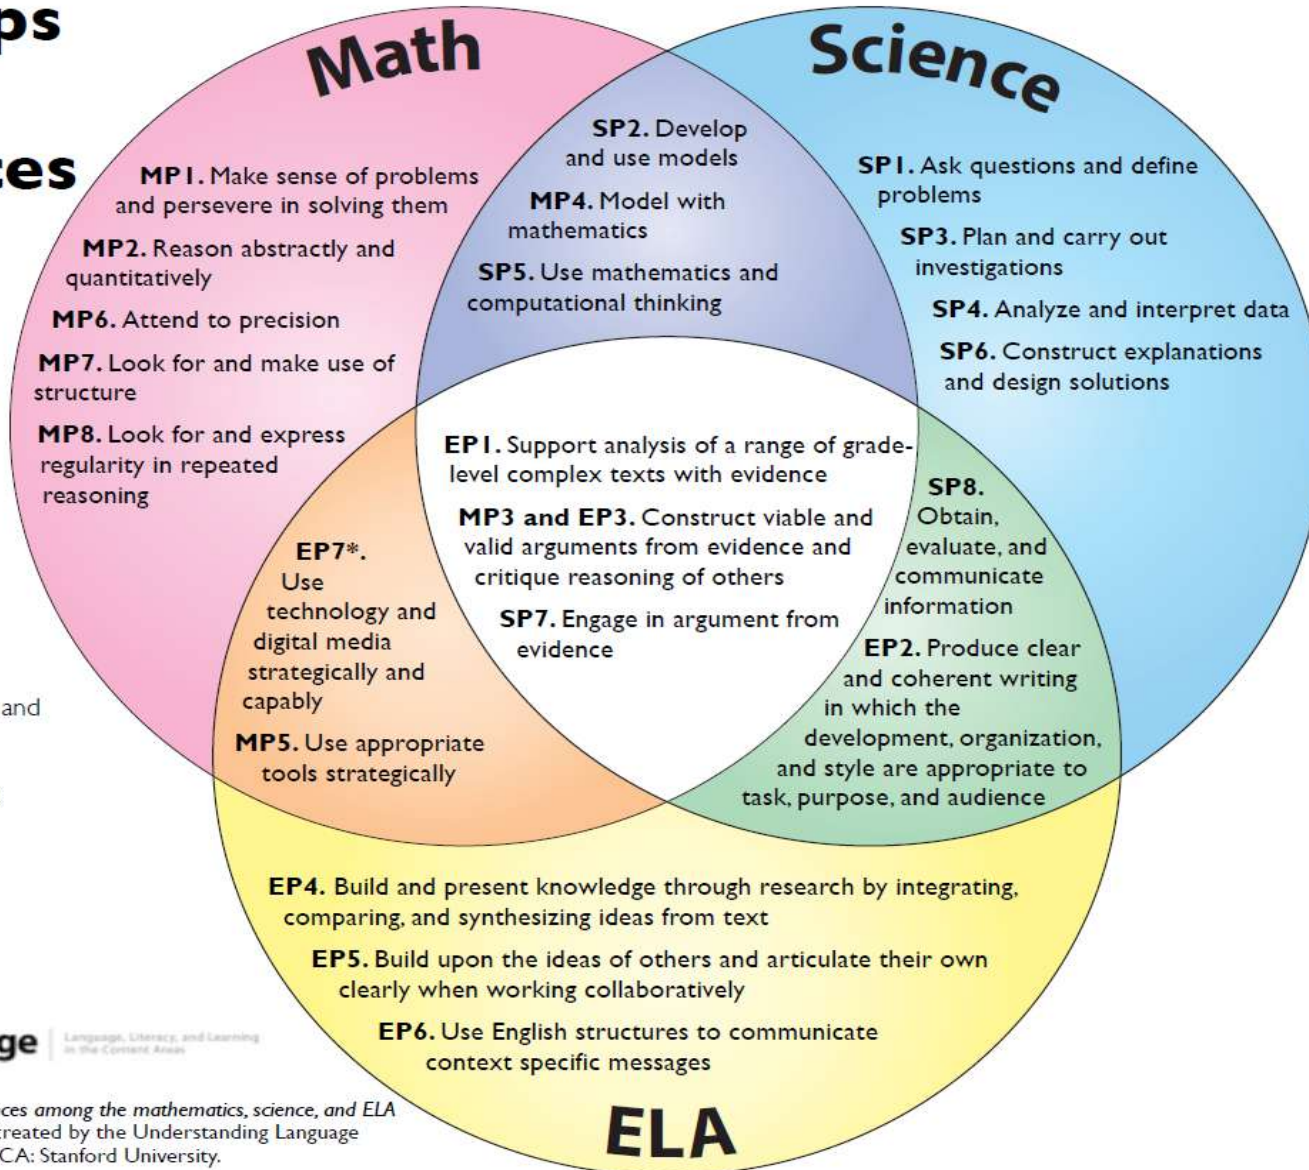 ps
ces
Math
MP1. Make sense of problems
and persevere in solving them
MP2. Reason abstractly and
quantitatively
MP6. Attend to precision
MP7. Look for and make use of
structure
MP8. Look for and express
regularity in repeated
reasoning
SP2. Develop
and use models
MP4. Model with
mathematics
SP5. Use mathematics and
computational thinking
Science
SP1. Ask questions and define
problems
SP3. Plan and carry out
investigations
SP4. Analyze and interpret data
SP6. Construct explanations
and design solutions
EP1. Support analysis of a range of grade-
level complex texts with evidence
MP3 and EP3. Construct viable and
valid arguments from evidence and
critique reasoning of others
SP7. Engage in argument from
evidence
EP7*.
Use
technology and
digital media
strategically and
capably
MP5. Use appropriate
tools strategically
SP8.
Obtain,
evaluate, and
communicate
information
EP2. Produce clear
and coherent writing
in which the
development, organization,
and style are appropriate to
task, purpose, and audience
EP4. Build and present knowledge through research by integrating,
comparing, and synthesizing ideas from text
EP5. Build upon the ideas of others and articulate their own
clearly when working collaboratively
EP6. Use English structures to communicate
context specific messages
ELA
and
ge
Language, Literacy, and Learning
in the Content Areas
ces among the mathematics, science, and ELA
created by the Understanding Language
CA: Stanford University.